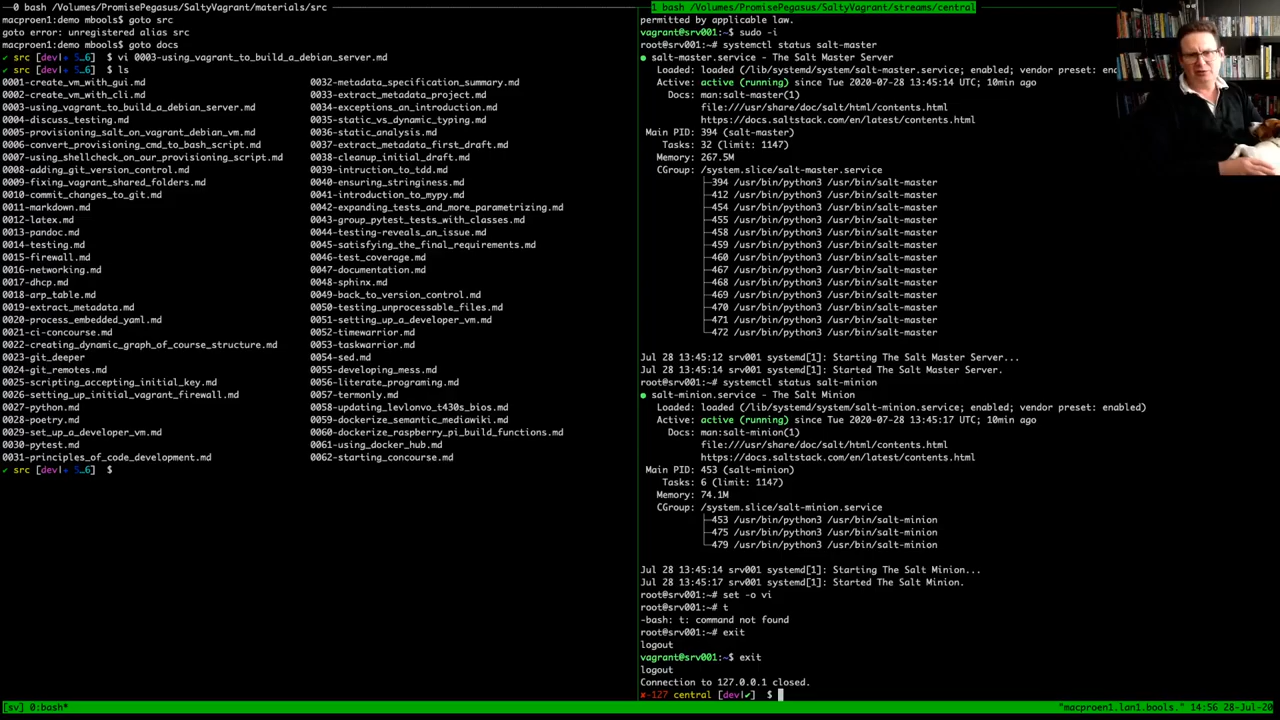 —0 bash /Volumes/PromisePegasus/SaltyVagrant/materials/src
macproen1:demo mbools$ goto src
goto error: unregistered alias src
macproen1:demo mbools$ goto docs
✔ src [dev|✚ 5…6]  $ vi 0003-using_vagrant_to_build_a_debian_server.md
✔ src [dev|✚ 5…6]  $ ls
0001-create_vm_with_gui.md 0032-metadata_specification_summary.md
0002-create_vm_with_cli.md 0033-extract_metadata_project.md
0003-using_vagrant_to_build_a_debian_server.md 0034-exceptions_an_introduction.md
0004-discuss_testing.md 0035-static_vs_dynamic_typing.md
0005-provisioning_salt_on_vagrant_debian_vm.md 0036-static_analysis.md
0006-convert_provisioning_cmd_to_bash_script.md 0037-extract_metadata_first_draft.md
0007-using_shellcheck_on_our_provisioning_script.md 0038-cleanup_initial_draft.md
0008-adding_git_version_control.md 0039-intruction_to_tdd.md
0009-fixing_vagrant_shared_folders.md 0040-ensuring_stringiness.md
0010-commit_changes_to_git.md 0041-introduction_to_mypy.md
0011-markdown.md 0042-expanding_tests_and_more_parametrizing.md
0012-latex.md 0043-group_pytest_tests_with_classes.md
0013-pandoc.md 0044-testing-reveals_an_issue.md
0014-testing.md 0045-satisfying_the_final_requirements.md
0015-firewall.md 0046-test_coverage.md
0016-networking.md 0047-documentation.md
0017-dhcp.md 0048-sphinx.md
0018-arp_table.md 0049-back_to_version_control.md
0019-extract_metadata.md 0050-testing_unprocessable_files.md
0020-process_embedded_yaml.md 0051-setting_up_a_developer_vm.md
0021-ci-concourse.md 0052-timewarrior.md
0022-creating_dynamic_graph_of_course_structure.md 0053-taskwarrior.md
0023-git_deeper 0054-sed.md
0024-git_remotes.md 0055-developing_mess.md
0025-scripting_accepting_initial_key.md 0056-literate_programing.md
0026-setting_up_initial_vagrant_firewall.md 0057-termonly.md
0027-python.md 0058-updating_levlonvo_t430s_bios.md
0028-poetry.md 0059-dockerize_semantic_mediawiki.md
0029-set_up_a_developer_vm.md 0060-dockerize_raspberry_pi_build_functions.md
0030-pytest.md 0061-using_docker_hub.md
0031-principles_of_code_development.md 0062-starting_concourse.md
✔ src [dev|✚ 5…6]  $
1 bash /Volumes/PromisePegasus/SaltyVagrant/streams/central
permitted by applicable law.
vagrant@srv001:~$ sudo -i
root@srv001:~# systemctl status salt-master
● salt-master.service - The Salt Master Server
Loaded: loaded (/lib/systemd/system/salt-master.service; enabled; vendor preset: ena
Active: active (running) since Tue 2020-07-28 13:45:14 UTC; 10min ago
Docs: man:salt-master(1)
file:///usr/share/doc/salt/html/contents.html
https://docs.saltstack.com/en/latest/contents.html
Main PID: 394 (salt-master)
Tasks: 32 (limit: 1147)
Memory: 267.5M
CGroup: /system.slice/salt-master.service
├─394 /usr/bin/python3 /usr/bin/salt-master
├─412 /usr/bin/python3 /usr/bin/salt-master
├─454 /usr/bin/python3 /usr/bin/salt-master
├─455 /usr/bin/python3 /usr/bin/salt-master
├─458 /usr/bin/python3 /usr/bin/salt-master
├─459 /usr/bin/python3 /usr/bin/salt-master
├─460 /usr/bin/python3 /usr/bin/salt-master
├─467 /usr/bin/python3 /usr/bin/salt-master
├─468 /usr/bin/python3 /usr/bin/salt-master
├─469 /usr/bin/python3 /usr/bin/salt-master
├─470 /usr/bin/python3 /usr/bin/salt-master
├─471 /usr/bin/python3 /usr/bin/salt-master
└─472 /usr/bin/python3 /usr/bin/salt-master
Jul 28 13:45:12 srv001 systemd[1]: Starting The Salt Master Server...
Jul 28 13:45:14 srv001 systemd[1]: Started The Salt Master Server.
root@srv001:~# systemctl status salt-minion
● salt-minion.service - The Salt Minion
Loaded: loaded (/lib/systemd/system/salt-minion.service; enabled; vendor preset: enabled)
Active: active (running) since Tue 2020-07-28 13:45:17 UTC; 10min ago
Docs: man:salt-minion(1)
file:///usr/share/doc/salt/html/contents.html
https://docs.saltstack.com/en/latest/contents.html
Main PID: 453 (salt-minion)
Tasks: 6 (limit: 1147)
Memory: 74.1M
CGroup: /system.slice/salt-minion.service
├─453 /usr/bin/python3 /usr/bin/salt-minion
├─475 /usr/bin/python3 /usr/bin/salt-minion
└─479 /usr/bin/python3 /usr/bin/salt-minion
Jul 28 13:45:14 srv001 systemd[1]: Starting The Salt Minion...
Jul 28 13:45:17 srv001 systemd[1]: Started The Salt Minion.
root@srv001:~# set -o vi
root@srv001:~# t
-bash: t: command not found
root@srv001:~# exit
logout
vagrant@srv001:~$ exit
logout
Connection to 127.0.0.1 closed.
✘-127 central [dev|✔]  $
[sv] 0:bash* "macproen1.lan1.bools." 14:56 28-Jul-20